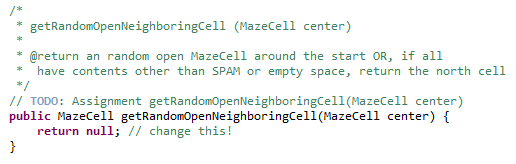 /*
 * getRandomOpenNeighboringCell (MazeCell center)
 *
 * @return an random open MazeCell around the start OR, if all
 *   have contents other than SPAM or empty space, return the north cell
 */
// TODO: Assignment getRandomOpenNeighboringCell(MazeCell center)
public MazeCell getRandomOpenNeighboringCell(MazeCell center) {
    return null; // change this!
}